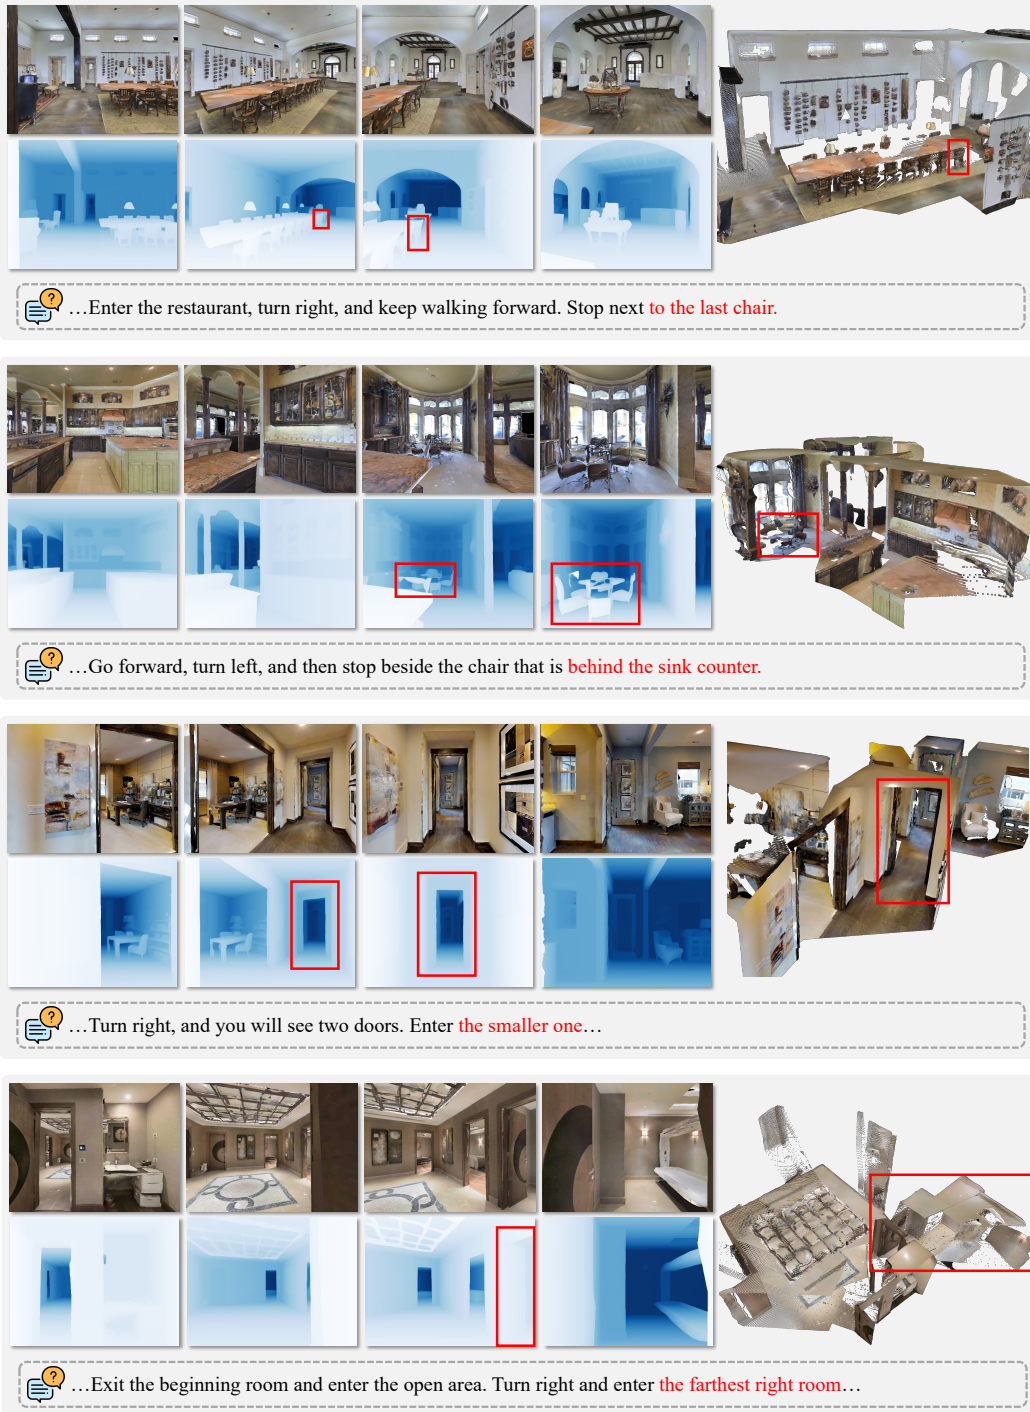 …Enter the restaurant, turn right, and keep walking forward. Stop next to the last chair.
…Go forward, turn left, and then stop beside the chair that is behind the sink counter.
…Turn right, and you will see two doors. Enter the smaller one…
…Exit the beginning room and enter the open area. Turn right and enter the farthest right room…